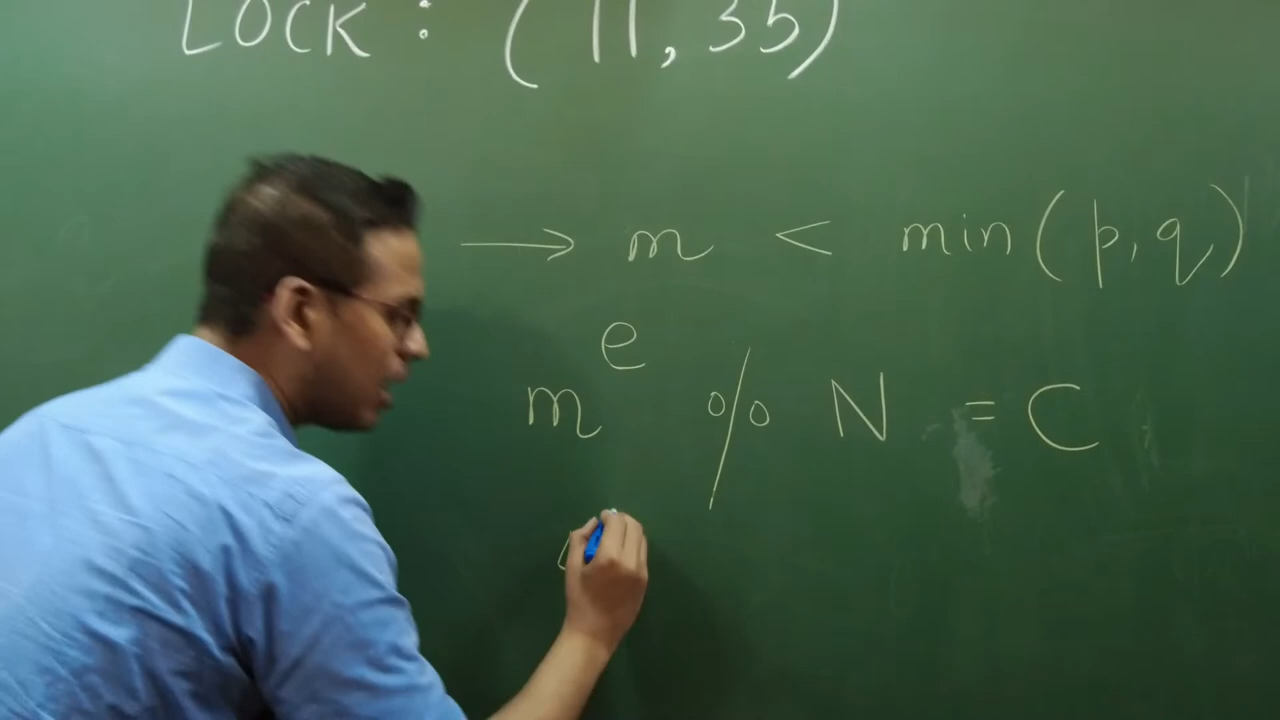 LOCK : (11, 35)
→ m < min(p, q)
m^e % N = C